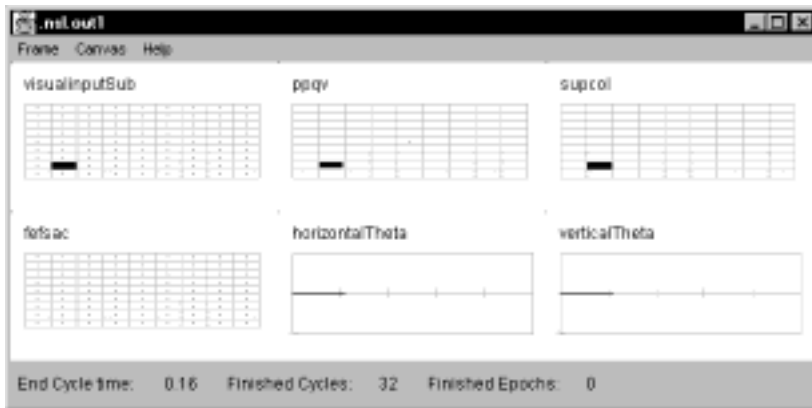 .nsl.out1
Frame Canvas Help
visualinputSub ppqv supcol
fefsac horizontalTheta verticalTheta
End Cycle time: 0.16 Finished Cycles: 32 Finished Epochs: 0